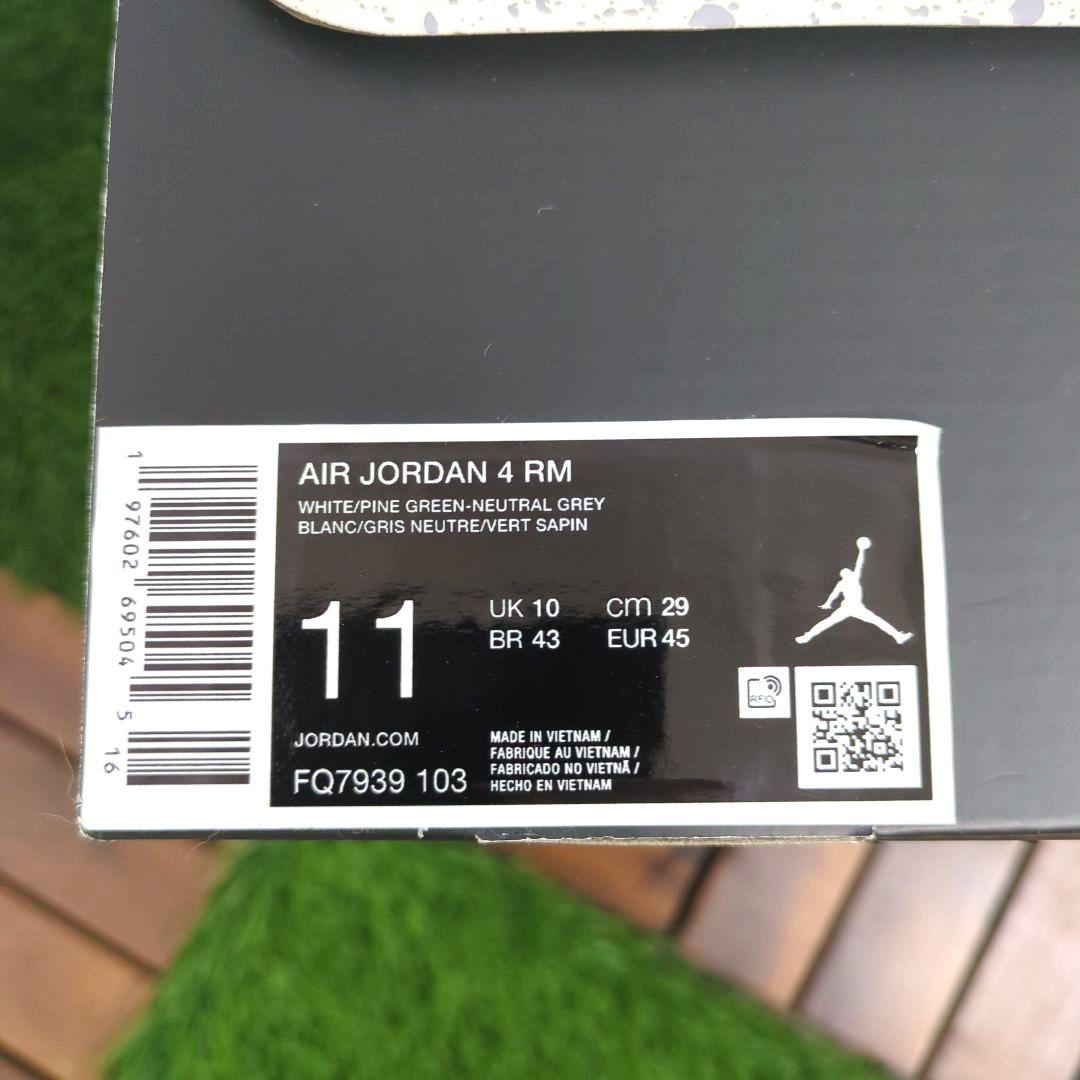 AIR JORDAN 4 RM
WHITE/PINE GREEN-NEUTRAL GREY
BLANC/GRIS NEUTRE/VERT SAPIN
11
UK 10 cm 29
BR 43 EUR 45
RFID
JORDAN.COM
FQ7939 103
MADE IN VIETNAM /
FABRIQUE AU VIETNAM /
FABRICADO NO VIETNÃ /
HECHO EN VIETNAM
1 97602 69504 5 16